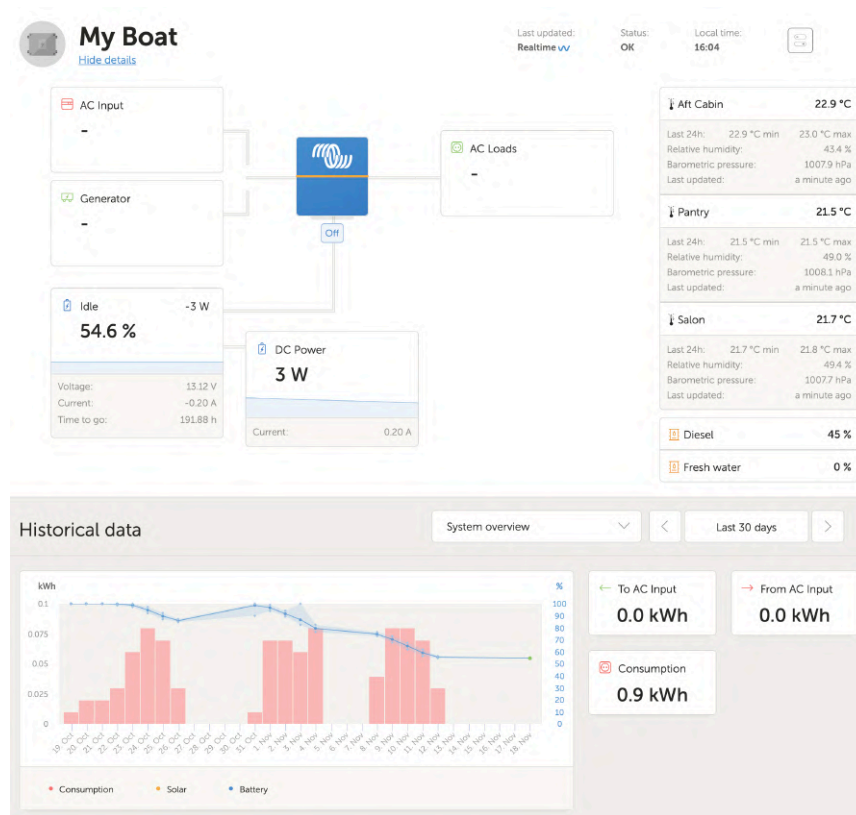 My Boat
Hide details
Last updated:
Realtime
Status:
OK
Local time:
16:04
AC Input
-
Generator
-
Off
AC Loads
-
Idle -3 W
54.6 %
Voltage: 13.12 V
Current: -0.20 A
Time to go: 191.88 h
DC Power
3 W
Current: 0.20 A
Aft Cabin 22.9 °C
Last 24h: 22.9 °C min 23.0 °C max
Relative humidity: 43.4 %
Barometric pressure: 1007.9 hPa
Last updated: a minute ago
Pantry 21.5 °C
Last 24h: 21.5 °C min 21.5 °C max
Relative humidity: 49.0 %
Barometric pressure: 1008.1 hPa
Last updated: a minute ago
Salon 21.7 °C
Last 24h: 21.7 °C min 21.8 °C max
Relative humidity: 49.4 %
Barometric pressure: 1007.7 hPa
Last updated: a minute ago
Diesel 45 %
Fresh water 0 %
Historical data
System overview
Last 30 days
kWh
0.1
0.075
0.05
0.025
0
%
100
90
80
70
60
50
40
30
20
10
0
19. Oct
20. Oct
21. Oct
22. Oct
23. Oct
24. Oct
25. Oct
26. Oct
27. Oct
28. Oct
29. Oct
30. Oct
31. Oct
1. Nov
2. Nov
3. Nov
4. Nov
5. Nov
6. Nov
7. Nov
8. Nov
9. Nov
10. Nov
11. Nov
12. Nov
13. Nov
14. Nov
15. Nov
16. Nov
17. Nov
18. Nov
Consumption
Solar
Battery
To AC Input
0.0 kWh
From AC Input
0.0 kWh
Consumption
0.9 kWh